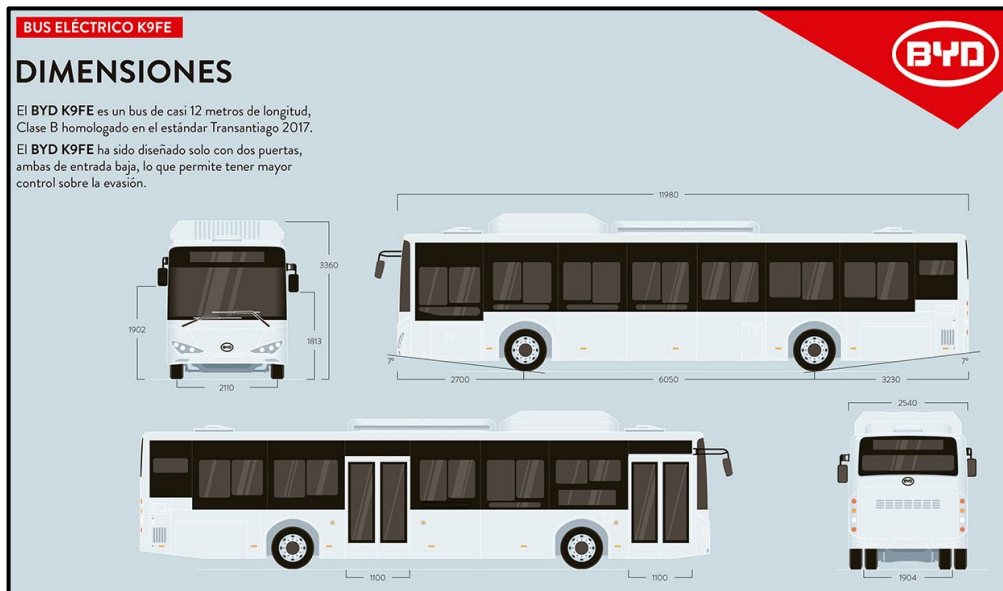 BUS ELÉCTRICO K9FE
BYD
DIMENSIONES
El BYD K9FE es un bus de casi 12 metros de longitud,
Clase B homologado en el estándar Transantiago 2017.
El BYD K9FE ha sido diseñado solo con dos puertas,
ambas de entrada baja, lo que permite tener mayor
control sobre la evasión.
11980
3360
1902
1813
2110
7°
7°
2700
6050
3230
2540
BYD
BYD
1100
1100
1904